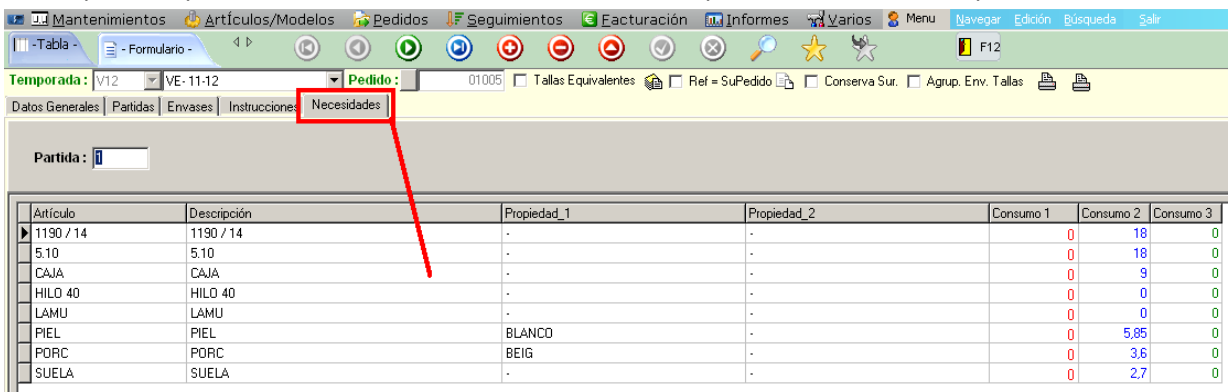 Mantenimientos Artículos/Modelos Pedidos Seguimientos Eacturación Informes Varios Menu Navegar Edición Búsqueda Salir
-Tabla - - Formulario - F12
Temporada : V12 VE- 11-12 Pedido : 01005 Tallas Equivalentes Ref = SuPedido Conserva Sur. Agrup. Env. Tallas
Datos Generales Partidas Envases Instrucciones Necesidades
Partida : 1
Artículo Descripción Propiedad_1 Propiedad_2 Consumo 1 Consumo 2 Consumo 3
1190 / 14 1190 / 14 - - 0 18 0
5.10 5.10 - - 0 18 0
CAJA CAJA - - 0 9 0
HILO 40 HILO 40 - - 0 0 0
LAMU LAMU - - 0 0 0
PIEL PIEL BLANCO - 0 5,85 0
PORC PORC BEIG - 0 3,6 0
SUELA SUELA - - 0 2,7 0